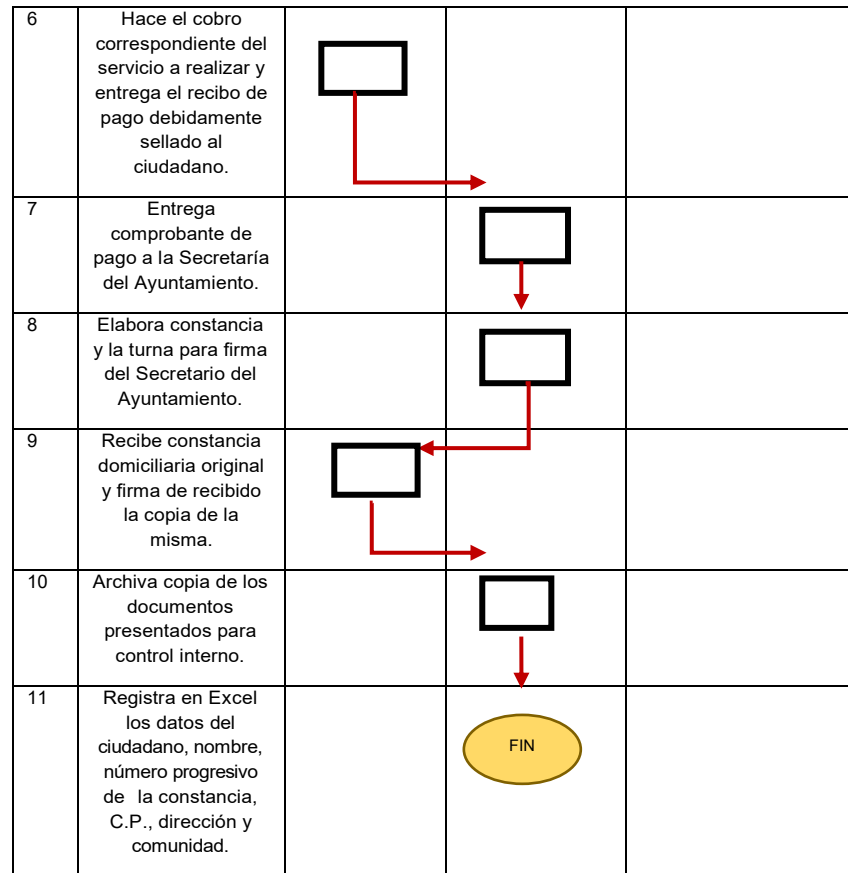 6
Hace el cobro
correspondiente del
servicio a realizar y
entrega el recibo de
pago debidamente
sellado al
ciudadano.
7
Entrega
comprobante de
pago a la Secretaría
del Ayuntamiento.
8
Elabora constancia
y la turna para firma
del Secretario del
Ayuntamiento.
9
Recibe constancia
domiciliaria original
y firma de recibido
la copia de la
misma.
10
Archiva copia de los
documentos
presentados para
control interno.
11
Registra en Excel
los datos del
ciudadano, nombre,
número progresivo
de la constancia,
C.P., dirección y
comunidad.
FIN